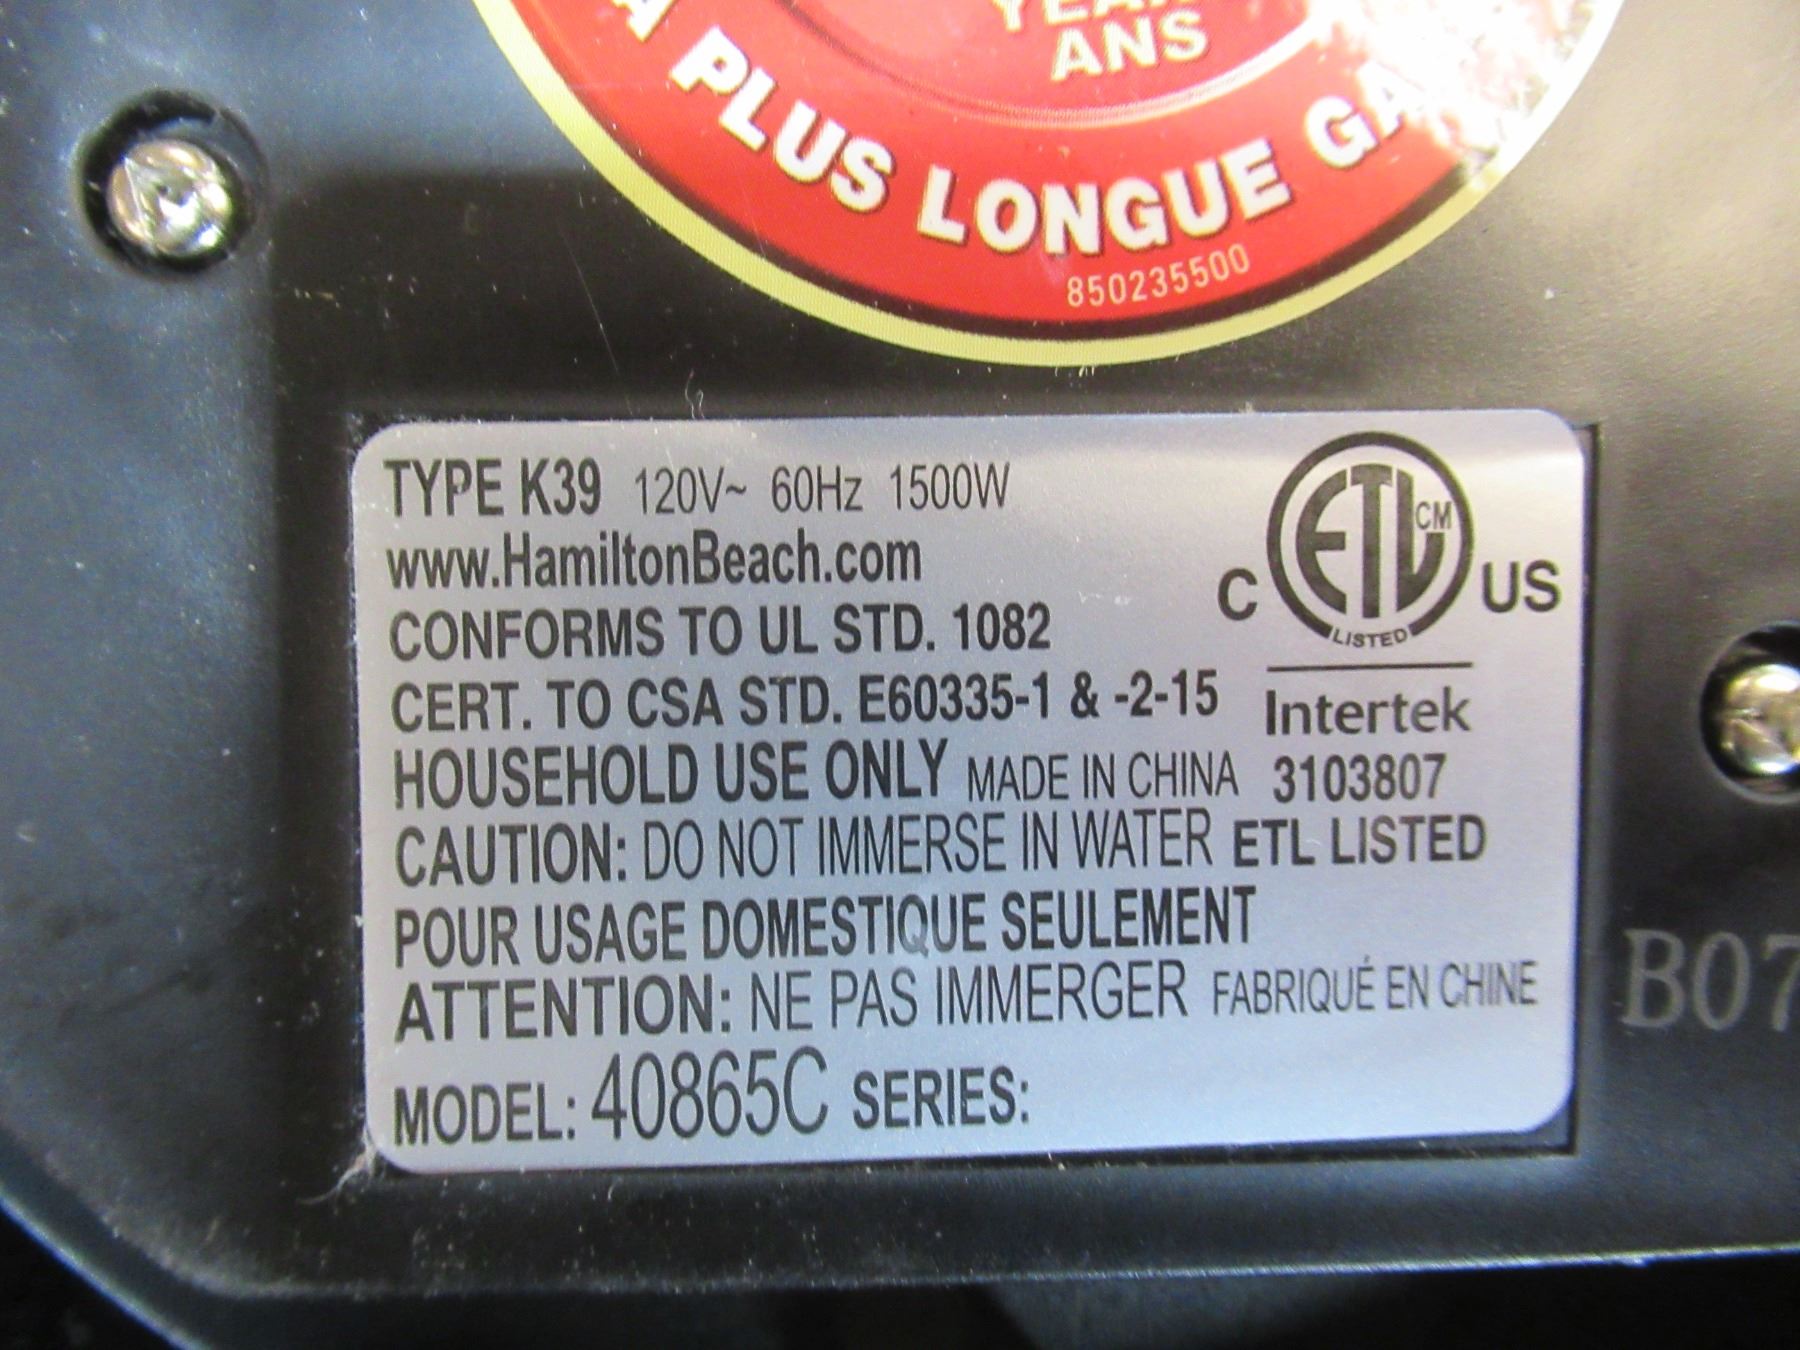 ANS
A PLUS LONGUE
850235500
TYPE K39 120V~ 60Hz 1500W
www.HamiltonBeach.com
CONFORMS TO UL STD. 1082
CERT. TO CSA STD. E60335-1 & -2-15
HOUSEHOLD USE ONLY MADE IN CHINA
CAUTION: DO NOT IMMERSE IN WATER
POUR USAGE DOMESTIQUE SEULEMENT
ATTENTION: NE PAS IMMERGER FABRIQUÉ EN CHINE
MODEL: 40865C SERIES:
C ETL CM US
LISTED
Intertek
3103807
ETL LISTED
B07